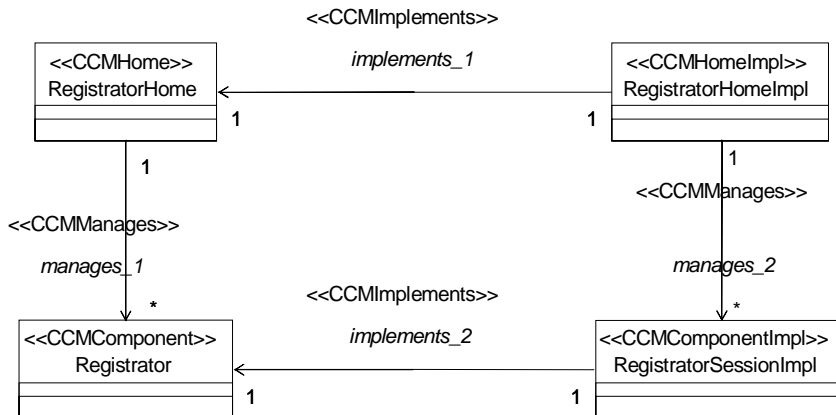 <<CCMImplements>>
implements_1
<<CCMHome>>
RegistratorHome
<<CCMHomeImpl>>
RegistratorHomeImpl
1
1
1
1
<<CCMManages>>
manages_1
<<CCMManages>>
manages_2
*
*
<<CCMImplements>>
implements_2
<<CCMComponent>>
Registrator
<<CCMComponentImpl>>
RegistratorSessionImpl
1
1